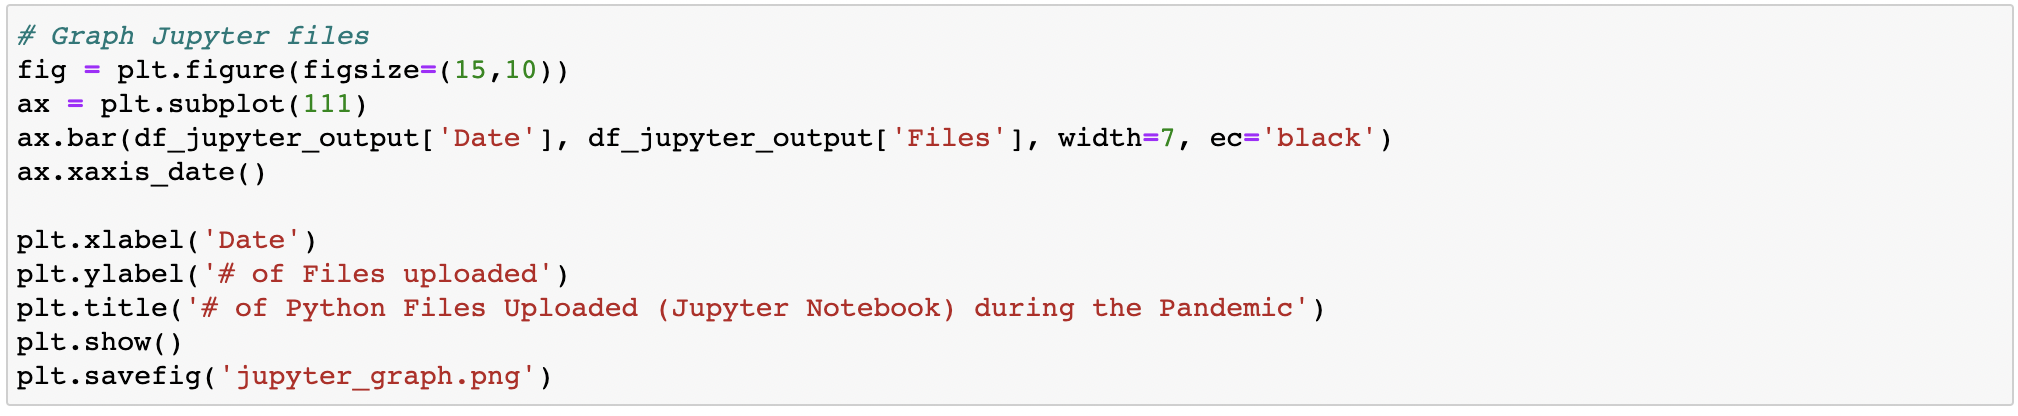 # Graph Jupyter files
fig = plt.figure(figsize=(15,10))
ax = plt.subplot(111)
ax.bar(df_jupyter_output['Date'], df_jupyter_output['Files'], width=7, ec='black')
ax.xaxis_date()
plt.xlabel('Date')
plt.ylabel('# of Files uploaded')
plt.title('# of Python Files Uploaded (Jupyter Notebook) during the Pandemic')
plt.show()
plt.savefig('jupyter_graph.png')